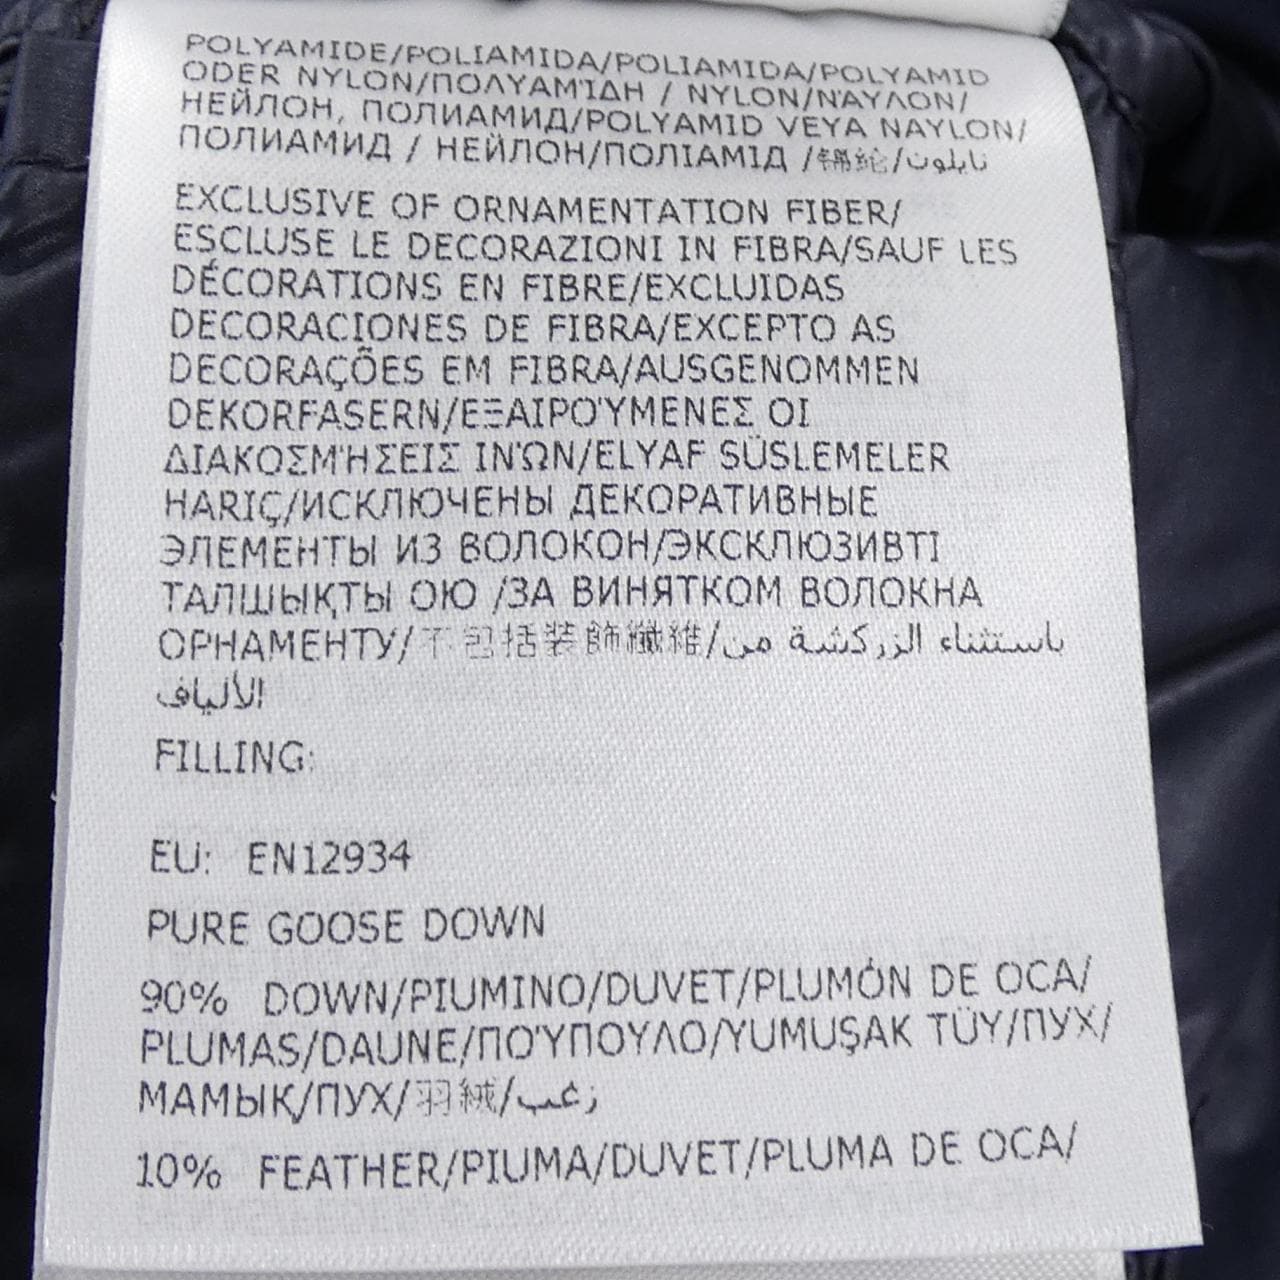 POLYAMIDE/POLIAMIDA/POLIAMIDA/POLYAMID
ODER NYLON/ΠΟΛΥΑΜΊΔΗ / NYLON/ΝΆΥΛΟΝ/
НЕЙЛОН, ПОЛИАМИД/POLYAMID VEYA NAYLON/
ПОЛИАМИД / НЕЙЛОН/ПОЛІАМІД /錦綸/نايلون
EXCLUSIVE OF ORNAMENTATION FIBER/
ESCLUSE LE DECORAZIONI IN FIBRA/SAUF LES
DÉCORATIONS EN FIBRE/EXCLUIDAS
DECORACIONES DE FIBRA/EXCEPTO AS
DECORAÇÕES EM FIBRA/AUSGENOMMEN
DEKORFASERN/ΕΞΑΙΡΟΎΜΕΝΕΣ ΟΙ
ΔΙΑΚΟΣΜΉΣΕΙΣ ΙΝΏΝ/ELYAF SÜSLEMELER
HARIÇ/ИСКЛЮЧЕНЫ ДЕКОРАТИВНЫЕ
ЭЛЕМЕНТЫ ИЗ ВОЛОКОН/ЭКСКЛЮЗИВТІ
ТАЛШЫҚТЫ ОЮ /ЗА ВИНЯТКОМ ВОЛОКНА
ОРНАМЕНТУ/不包括装飾纖維/باستثناء الزركشة من
الألياف
FILLING:
EU: EN12934
PURE GOOSE DOWN
90% DOWN/PIUMINO/DUVET/PLUMÓN DE OCA/
PLUMAS/DAUNE/ΠΟΎΠΟΥΛΟ/YUMUŞAK TÜY/ПУХ/
МАМЫҚ/ПУХ/羽絨/زغب
10% FEATHER/PIUMA/DUVET/PLUMA DE OCA/